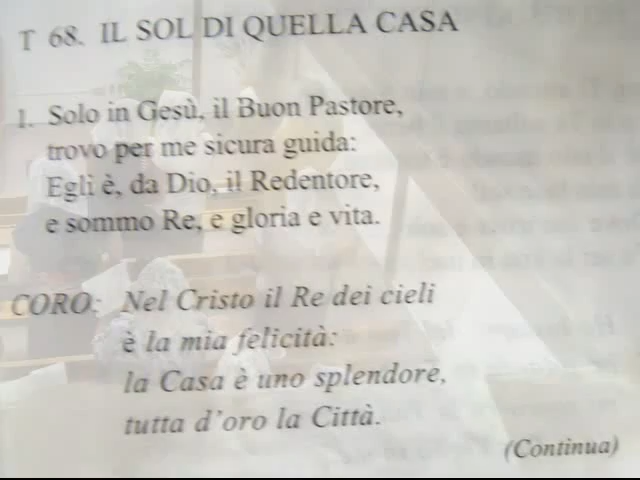 T 68. IL SOL DI QUELLA CASA
1. Solo in Gesù, il Buon Pastore,
trovo per me sicura guida:
Egli è, da Dio, il Redentore,
e sommo Re, e gloria e vita.
CORO: Nel Cristo il Re dei cieli
è la mia felicità:
la Casa è uno splendore,
tutta d'oro la Città.
(Continua)